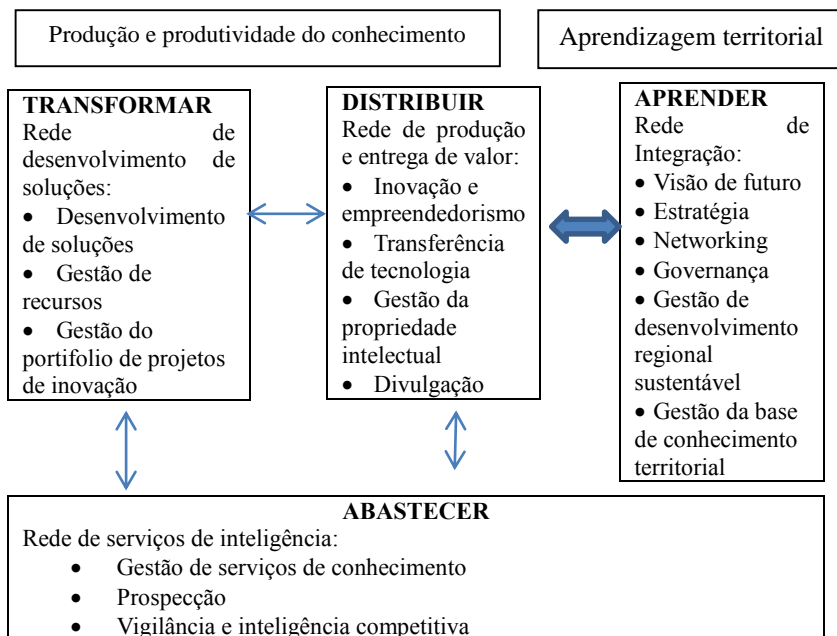 Produção e produtividade do conhecimento
Aprendizagem territorial
TRANSFORMAR
Rede de
desenvolvimento de
soluções:
• Desenvolvimento
de soluções
• Gestão de
recursos
• Gestão do
portifolio de projetos
de inovação
DISTRIBUIR
Rede de produção
e entrega de valor:
• Inovação e
empreendedorismo
• Transferência
de tecnologia
• Gestão da
propriedade
intelectual
• Divulgação
APRENDER
Rede de
Integração:
• Visão de futuro
• Estratégia
• Networking
• Governança
• Gestão de
desenvolvimento
regional
sustentável
• Gestão da base
de conhecimento
territorial
ABASTECER
Rede de serviços de inteligência:
• Gestão de serviços de conhecimento
• Prospecção
• Vigilância e inteligência competitiva